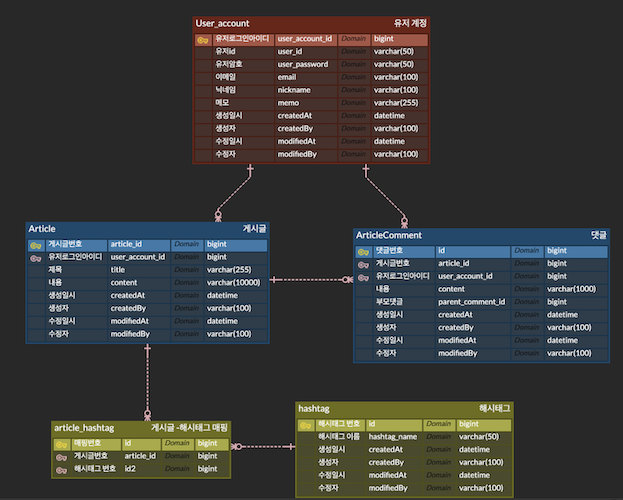 User_account 유저 계정
유저로그인아이디 user_account_id Domain bigint
유저id user_id Domain varchar(50)
유저암호 user_password Domain varchar(50)
이메일 email Domain varchar(100)
닉네임 nickname Domain varchar(100)
메모 memo Domain varchar(255)
생성일시 createdAt Domain datetime
생성자 createdBy Domain varchar(100)
수정일시 modifiedAt Domain datetime
수정자 modifiedBy Domain varchar(100)
Article 게시글
게시글번호 article_id Domain bigint
유저로그인아이디 user_account_id Domain bigint
제목 title Domain varchar(255)
내용 content Domain varchar(10000)
생성일시 createdAt Domain datetime
생성자 createdBy Domain varchar(100)
수정일시 modifiedAt Domain datetime
수정자 modifiedBy Domain varchar(100)
ArticleComment 댓글
댓글번호 id Domain bigint
게시글번호 article_id Domain bigint
유저로그인아이디 user_account_id Domain bigint
내용 content Domain varchar(1000)
부모댓글 parent_comment_id Domain bigint
생성일시 createdAt Domain datetime
생성자 createdBy Domain varchar(100)
수정일시 modifiedAt Domain datetime
수정자 modifiedBy Domain varchar(100)
article_hashtag 게시글 -해시태그 매핑
매핑번호 id Domain bigint
게시글번호 article_id Domain bigint
해시태그 번호 id2 Domain bigint
hashtag 해시태그
해시태그 번호 id Domain bigint
해시태그 이름 hashtag_name Domain varchar(50)
생성일시 createdAt Domain datetime
생성자 createdBy Domain varchar(100)
수정일시 modifiedAt Domain datetime
수정자 modifiedBy Domain varchar(100)